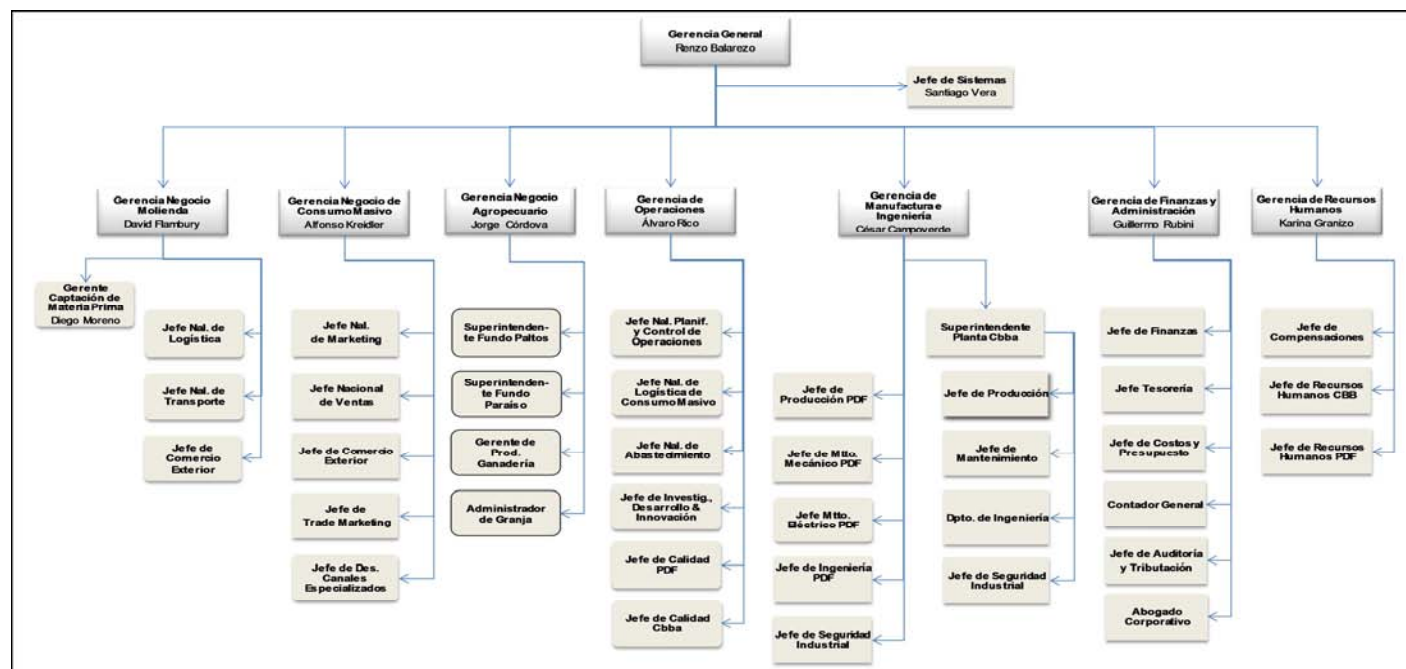 Gerencia General
Renzo Balarezo
Jefe de Sistemas
Santiago Vera
Gerencia Negocio
Molienda
David Flambury
Gerencia Negocio de
Consumo Masivo
Alfonso Kreidler
Gerencia Negocio
Agropecuario
Jorge Córdova
Gerencia de
Operaciones
Álvaro Rico
Gerencia de
Manufactura e
Ingeniería
César Campoverde
Gerencia de Finanzas y
Administración
Guillermo Rubini
Gerencia de Recursos
Humanos
Karina Granizo
Gerente
Captación de
Materia Prima
Diego Moreno
Jefe Nal. de
Logística
Jefe Nal. de
Transporte
Jefe de
Comercio
Exterior
Jefe Nal.
de Marketing
Jefe Nacional
de Ventas
Jefe de Comercio
Exterior
Jefe de
Trade Marketing
Jefe de Des.
Canales
Especializados
Superintenden-
te Fundo Paltos
Superintenden-
te Fundo
Paraíso
Gerente de
Prod.
Ganadería
Administrador
de Granja
Jefe Nal. Planif.
y Control de
Operaciones
Jefe Nal. de
Logística de
Consumo Masivo
Jefe Nal. de
Abastecimiento
Jefe de Investig.,
Desarrollo &
Innovación
Jefe de Calidad
PDF
Jefe de Calidad
Cbba
Jefe de
Producción PDF
Jefe de Mtto.
Mecánico PDF
Jefe Mtto.
Eléctrico PDF
Jefe de Ingeniería
PDF
Jefe de Seguridad
Industrial
Superintendente
Planta Cbba
Jefe de Producción
Jefe de
Mantenimiento
Dpto. de Ingeniería
Jefe de Seguridad
Industrial
Jefe de Finanzas
Jefe Tesorería
Jefe de Costos y
Presupuesto
Contador General
Jefe de Auditoría
y Tributación
Abogado
Corporativo
Jefe de
Compensaciones
Jefe de Recursos
Humanos CBB
Jefe de Recursos
Humanos PDF